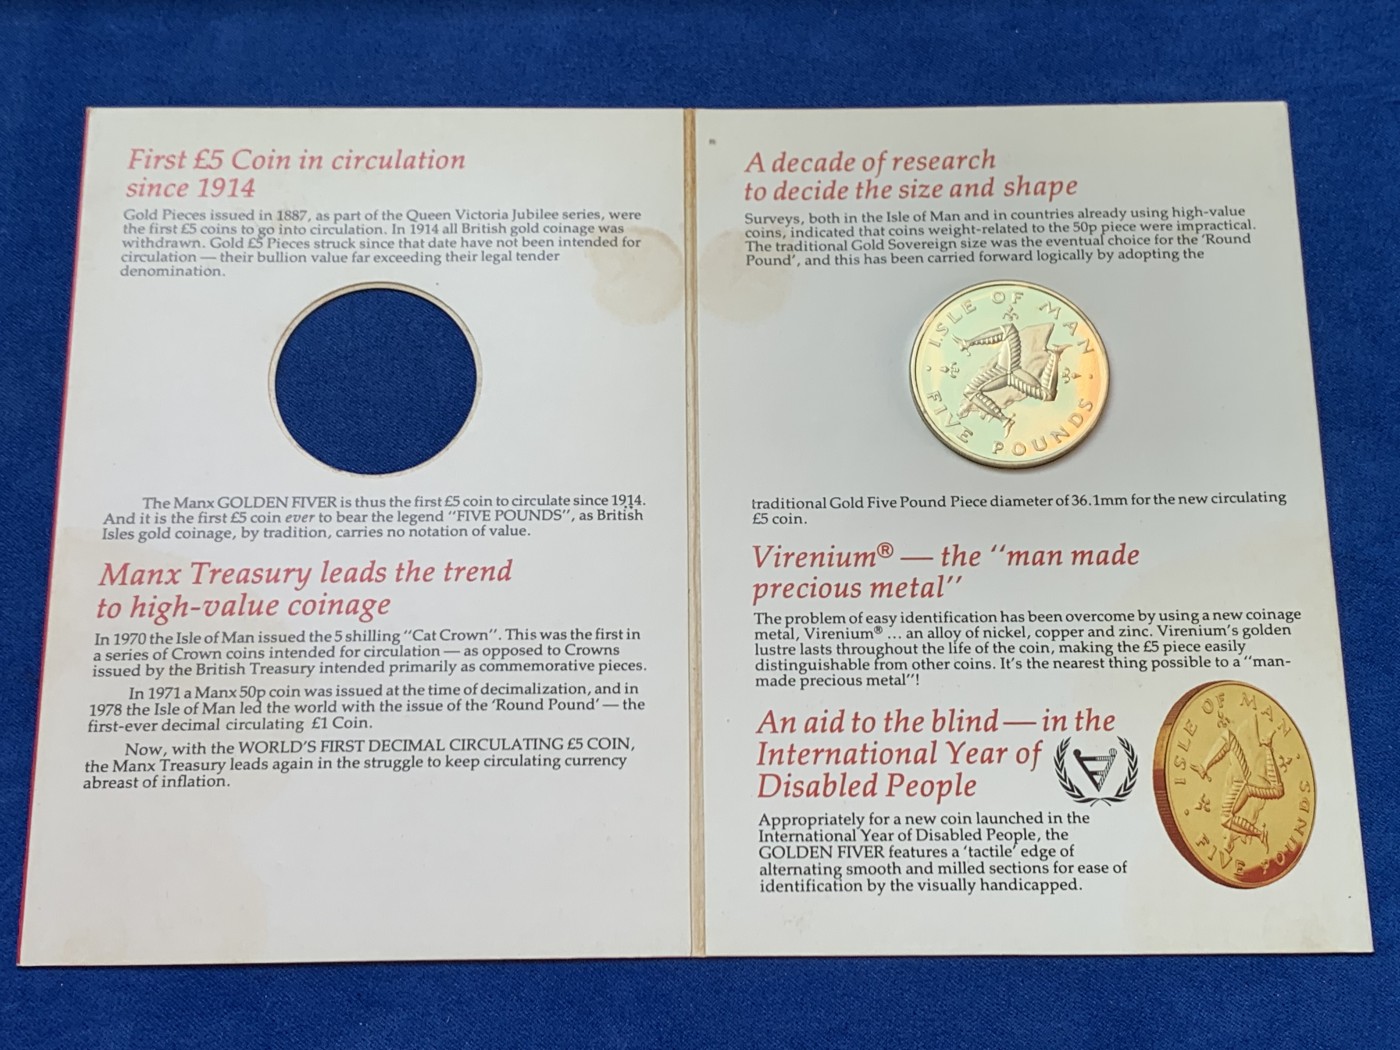 First £5 Coin in circulation
since 1914
Gold Pieces issued in 1887, as part of the Queen Victoria Jubilee series, were
the first £5 coins to go into circulation. In 1914 all British gold coinage was
withdrawn. Gold £5 Pieces struck since that date have not been intended for
circulation — their bullion value far exceeding their legal tender
denomination.
The Manx GOLDEN FIVER is thus the first £5 coin to circulate since 1914.
And it is the first £5 coin ever to bear the legend "FIVE POUNDS", as British
Isles gold coinage, by tradition, carries no notation of value.
Manx Treasury leads the trend
to high-value coinage
In 1970 the Isle of Man issued the 5 shilling "Cat Crown". This was the first in
a series of Crown coins intended for circulation — as opposed to Crowns
issued by the British Treasury intended primarily as commemorative pieces.
In 1971 a Manx 50p coin was issued at the time of decimalization, and in
1978 the Isle of Man led the world with the issue of the 'Round Pound' — the
first-ever decimal circulating £1 Coin.
Now, with the WORLD'S FIRST DECIMAL CIRCULATING £5 COIN,
the Manx Treasury leads again in the struggle to keep circulating currency
abreast of inflation.
A decade of research
to decide the size and shape
Surveys, both in the Isle of Man and in countries already using high-value
coins, indicated that coins weight-related to the 50p piece were impractical.
The traditional Gold Sovereign size was the eventual choice for the 'Round
Pound', and this has been carried forward logically by adopting the
ISLE OF MAN
FIVE POUNDS
traditional Gold Five Pound Piece diameter of 36.1mm for the new circulating
£5 coin.
Virenium® — the "man made
precious metal"
The problem of easy identification has been overcome by using a new coinage
metal, Virenium® ... an alloy of nickel, copper and zinc. Virenium's golden
lustre lasts throughout the life of the coin, making the £5 piece easily
distinguishable from other coins. It's the nearest thing possible to a "man-
made precious metal"!
An aid to the blind — in the
International Year of
Disabled People
Appropriately for a new coin launched in the
International Year of Disabled People, the
GOLDEN FIVER features a 'tactile' edge of
alternating smooth and milled sections for ease of
identification by the visually handicapped.
ISLE OF MAN
FIVE POUNDS